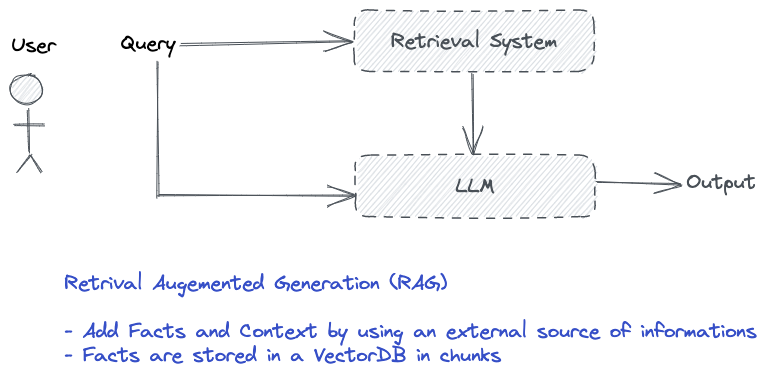 User
Query
Retrieval System
LLM
Output
Retrival Augemented Generation (RAG)
- Add Facts and Context by using an external source of informations
- Facts are stored in a VectorDB in chunks